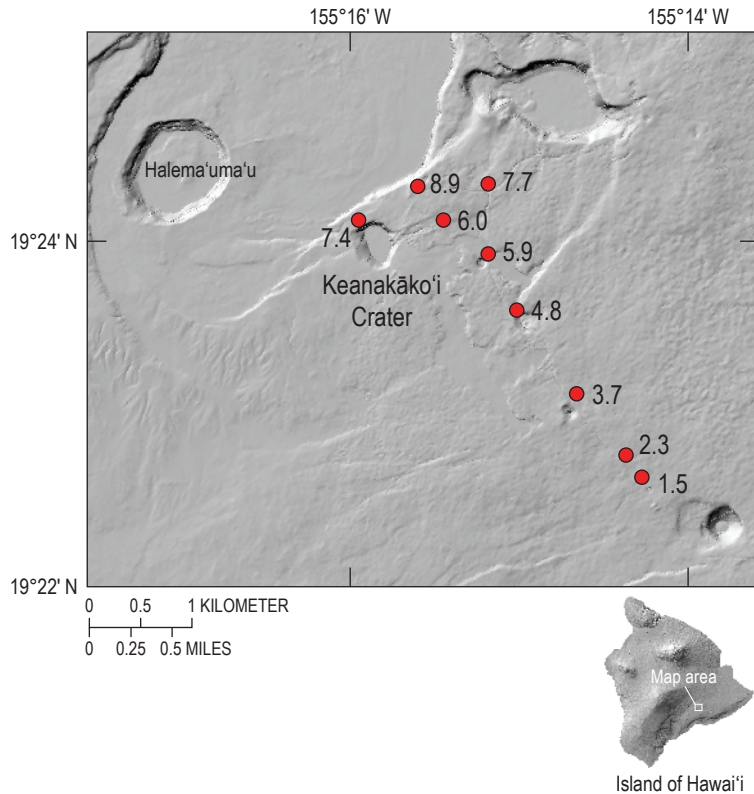 155°16' W
155°14' W
Halemaʻumaʻu
8.9
7.7
7.4
6.0
19°24' N
5.9
Keanakākoʻi
Crater
4.8
3.7
2.3
1.5
19°22' N
0 0.5 1 KILOMETER
0 0.25 0.5 MILES
Map area
Island of Hawaiʻi